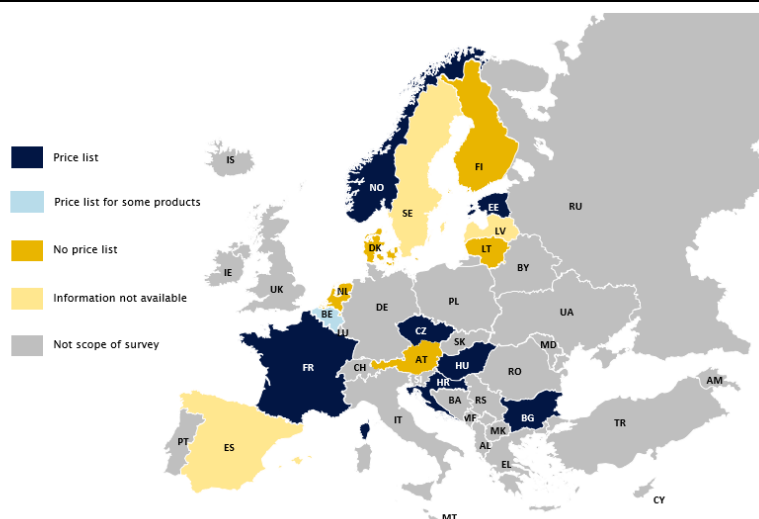 Price list
Price list for some products
No price list
Information not available
Not scope of survey
IS
NO
FI
SE
EE
RU
LV
DK
LT
IE
UK
NL
BY
BE
DE
PL
LU
CZ
UA
SK
FR
CH
AT
HU
MD
RO
SI
HR
AM
BA
RS
BG
PT
ES
IT
ME
MK
TR
AL
EL
CY
MT